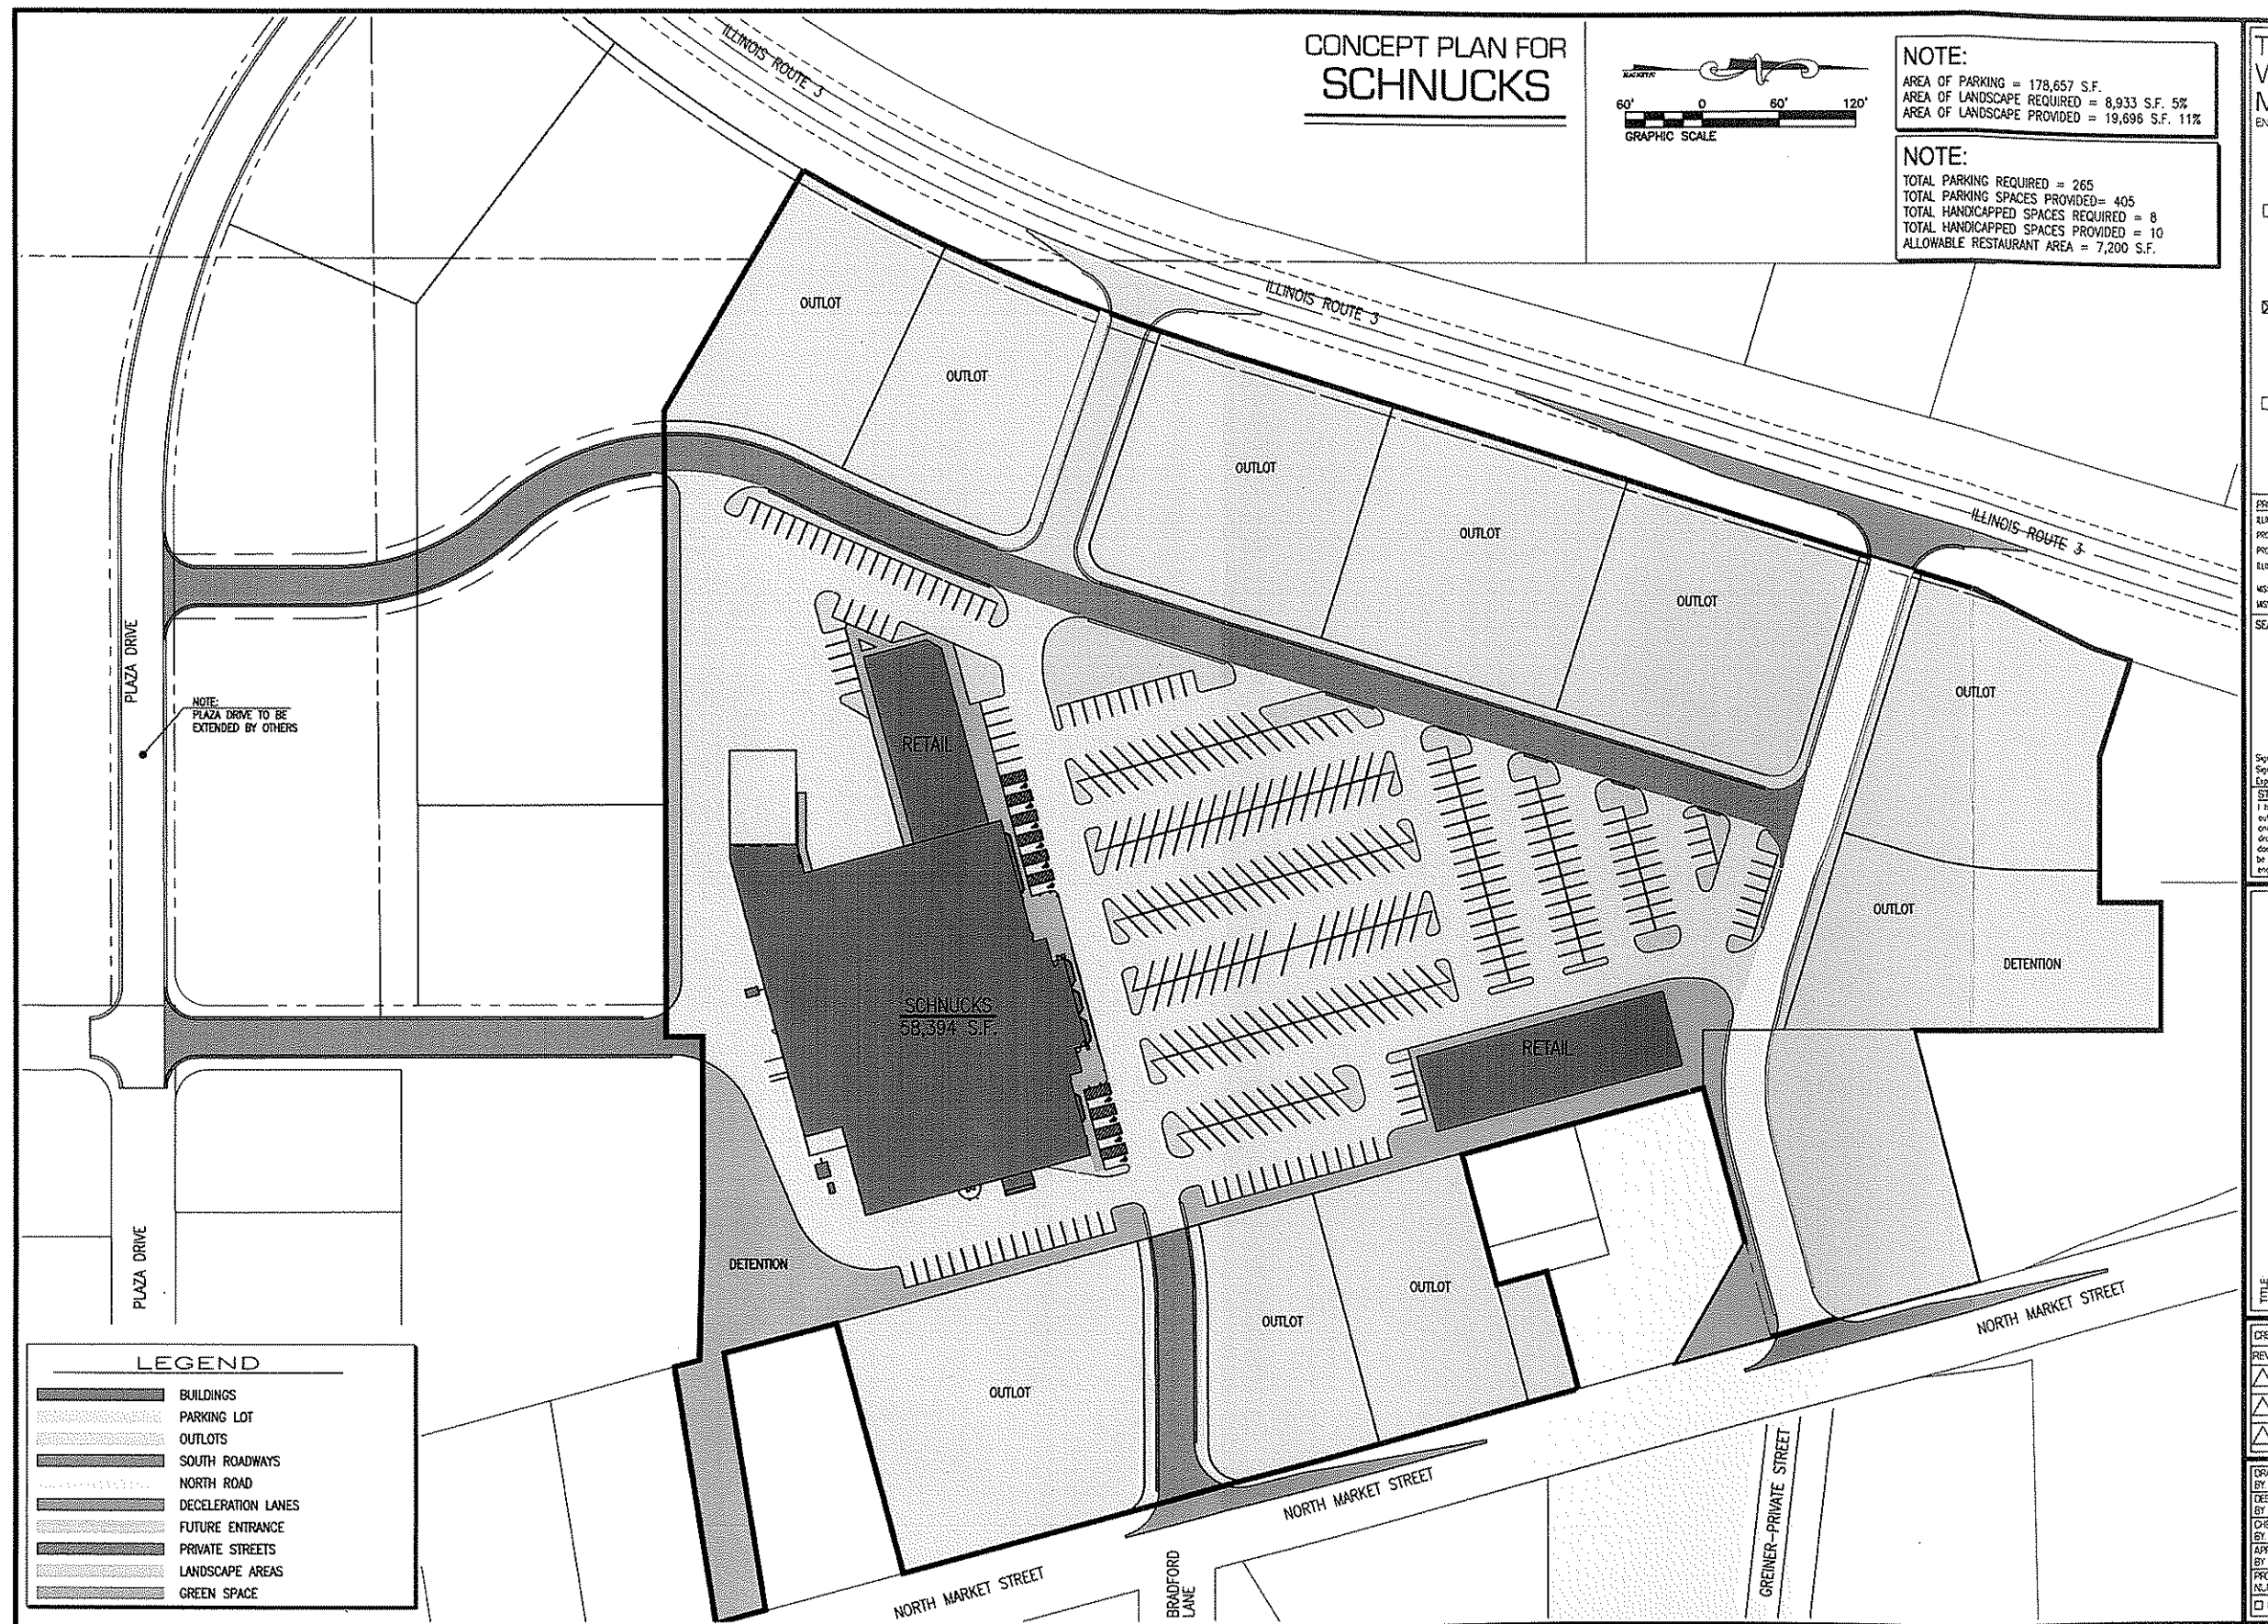 CONCEPT PLAN FOR
SCHNUCKS
60' 0 60' 120'
GRAPHIC SCALE
NOTE:
AREA OF PARKING = 178,657 S.F.
AREA OF LANDSCAPE REQUIRED = 8,933 S.F. 5%
AREA OF LANDSCAPE PROVIDED = 19,696 S.F. 11%
NOTE:
TOTAL PARKING REQUIRED = 265
TOTAL PARKING SPACES PROVIDED= 405
TOTAL HANDICAPPED SPACES REQUIRED = 8
TOTAL HANDICAPPED SPACES PROVIDED = 10
ALLOWABLE RESTAURANT AREA = 7,200 S.F.
ILLINOIS ROUTE 3
ILLINOIS ROUTE 3
ILLINOIS ROUTE 3
OUTLOT
OUTLOT
OUTLOT
OUTLOT
OUTLOT
OUTLOT
OUTLOT
DETENTION
PLAZA DRIVE
NOTE:
PLAZA DRIVE TO BE
EXTENDED BY OTHERS
RETAIL
SCHNUCKS
58,394 S.F.
RETAIL
PLAZA DRIVE
DETENTION
OUTLOT
OUTLOT
OUTLOT
NORTH MARKET STREET
NORTH MARKET STREET
NORTH MARKET STREET
BRADFORD
LANE
GREINER-PRIVATE STREET
LEGEND
BUILDINGS
PARKING LOT
OUTLOTS
SOUTH ROADWAYS
NORTH ROAD
DECELERATION LANES
FUTURE ENTRANCE
PRIVATE STREETS
LANDSCAPE AREAS
GREEN SPACE